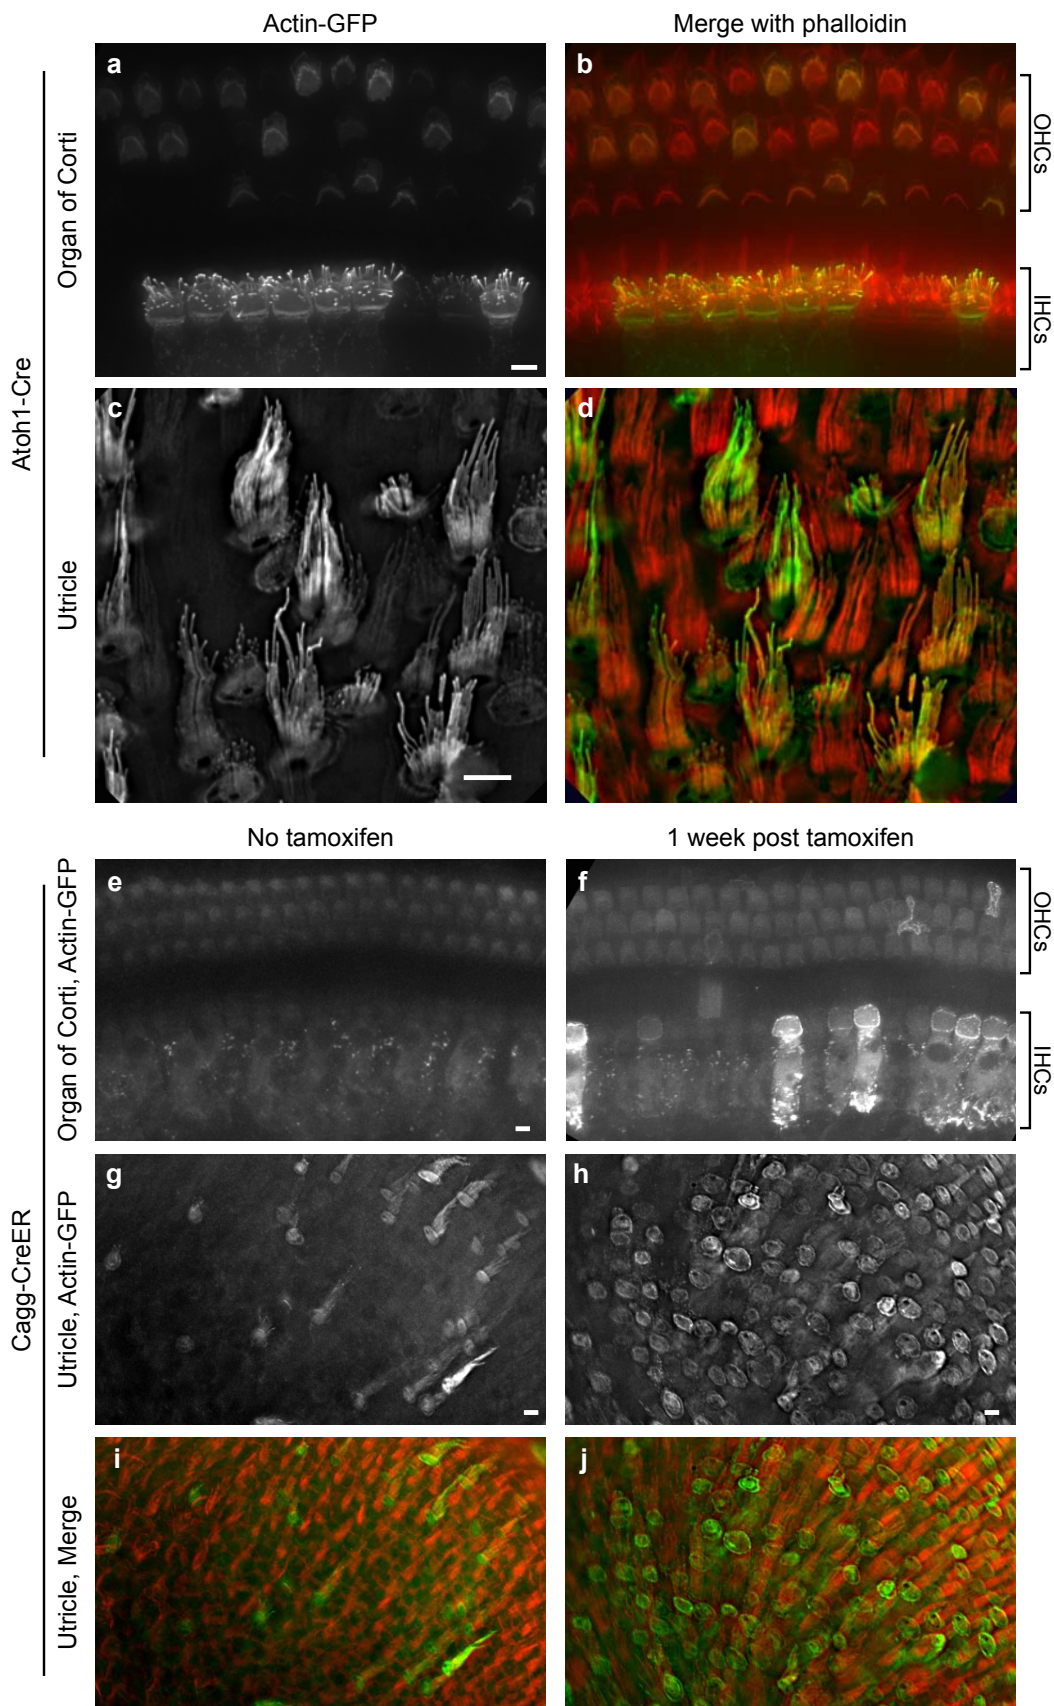 Actin-GFP
Merge with phalloidin
a
b
OHCs
Organ of Corti
IHCs
Atoh1-Cre
c
d
Utricle
No tamoxifen
1 week post tamoxifen
e
f
OHCs
Organ of Corti, Actin-GFP
IHCs
Cagg-CreER
g
h
Utricle, Actin-GFP
i
j
Utricle, Merge